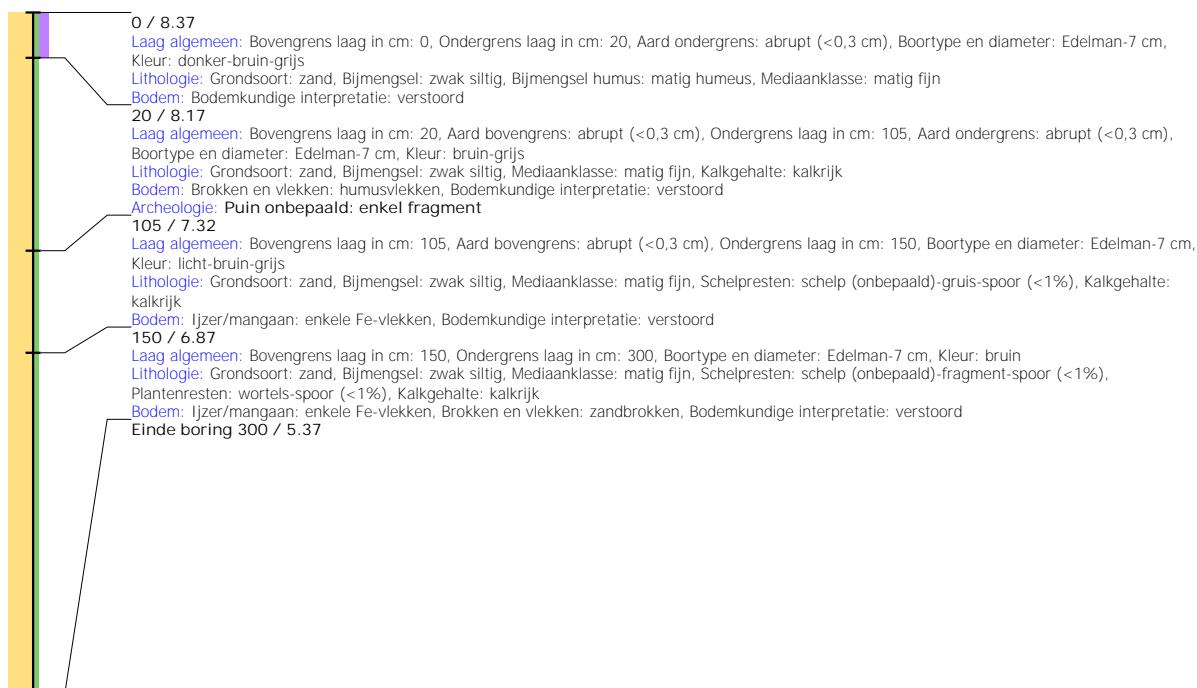 0 / 8.37
Laag algemeen: Bovengrens laag in cm: 0, Ondergrens laag in cm: 20, Aard ondergrens: abrupt (<0,3 cm), Boortype en diameter: Edelman-7 cm,
Kleur: donker-bruin-grijs
Lithologie: Grondsoort: zand, Bijmengsel: zwak siltig, Bijmengsel humus: matig humeus, Mediaanklasse: matig fijn
Bodem: Bodemkundige interpretatie: verstoord
20 / 8.17
Laag algemeen: Bovengrens laag in cm: 20, Aard bovengrens: abrupt (<0,3 cm), Ondergrens laag in cm: 105, Aard ondergrens: abrupt (<0,3 cm),
Boortype en diameter: Edelman-7 cm, Kleur: bruin-grijs
Lithologie: Grondsoort: zand, Bijmengsel: zwak siltig, Mediaanklasse: matig fijn, Kalkgehalte: kalkrijk
Bodem: Brokken en vlekken: humusvlekken, Bodemkundige interpretatie: verstoord
Archeologie: Puin onbepaald: enkel fragment
105 / 7.32
Laag algemeen: Bovengrens laag in cm: 105, Aard bovengrens: abrupt (<0,3 cm), Ondergrens laag in cm: 150, Boortype en diameter: Edelman-7 cm,
Kleur: licht-bruin-grijs
Lithologie: Grondsoort: zand, Bijmengsel: zwak siltig, Mediaanklasse: matig fijn, Schelpresten: schelp (onbepaald)-gruis-spoor (<1%), Kalkgehalte:
kalkrijk
Bodem: Ijzer/mangaan: enkele Fe-vlekken, Bodemkundige interpretatie: verstoord
150 / 6.87
Laag algemeen: Bovengrens laag in cm: 150, Ondergrens laag in cm: 300, Boortype en diameter: Edelman-7 cm, Kleur: bruin
Lithologie: Grondsoort: zand, Bijmengsel: zwak siltig, Mediaanklasse: matig fijn, Schelpresten: schelp (onbepaald)-fragment-spoor (<1%),
Plantenresten: wortels-spoor (<1%), Kalkgehalte: kalkrijk
Bodem: Ijzer/mangaan: enkele Fe-vlekken, Brokken en vlekken: zandbrokken, Bodemkundige interpretatie: verstoord
Einde boring 300 / 5.37